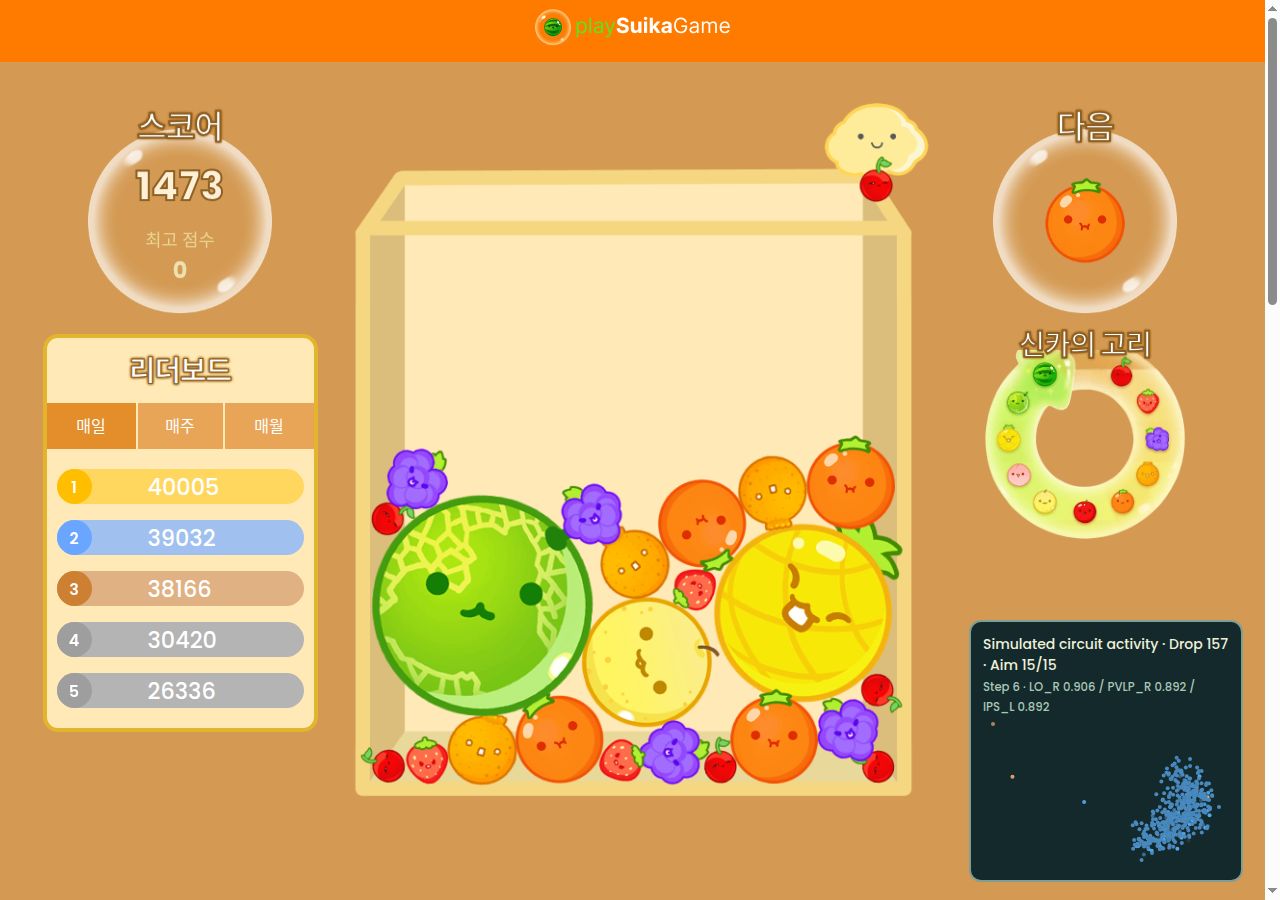 playSuikaGame
스코어
1473
최고 점수
0
리더보드
매일 매주 매월
1 40005
2 39032
3 38166
4 30420
5 26336
다음
신카의 고리
Simulated circuit activity · Drop 157
· Aim 15/15
Step 6 · LO_R 0.906 / PVLP_R 0.892 /
IPS_L 0.892